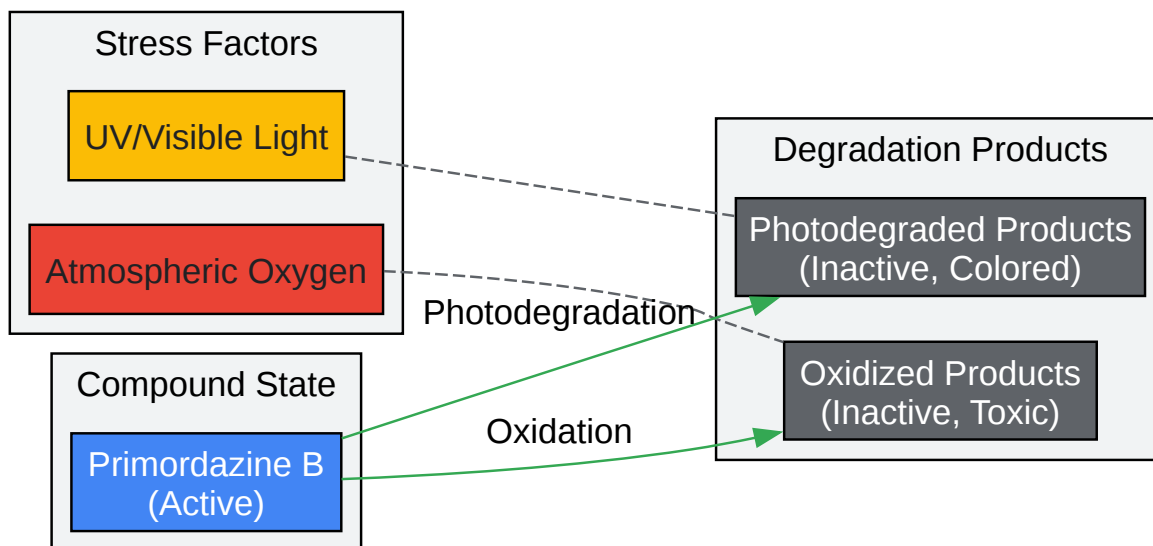 Stress Factors
UV/Visible Light
Atmospheric Oxygen
Compound State
Primordazine B
(Active)
Photodegradation
Oxidation
Degradation Products
Photodegraded Products
(Inactive, Colored)
Oxidized Products
(Inactive, Toxic)